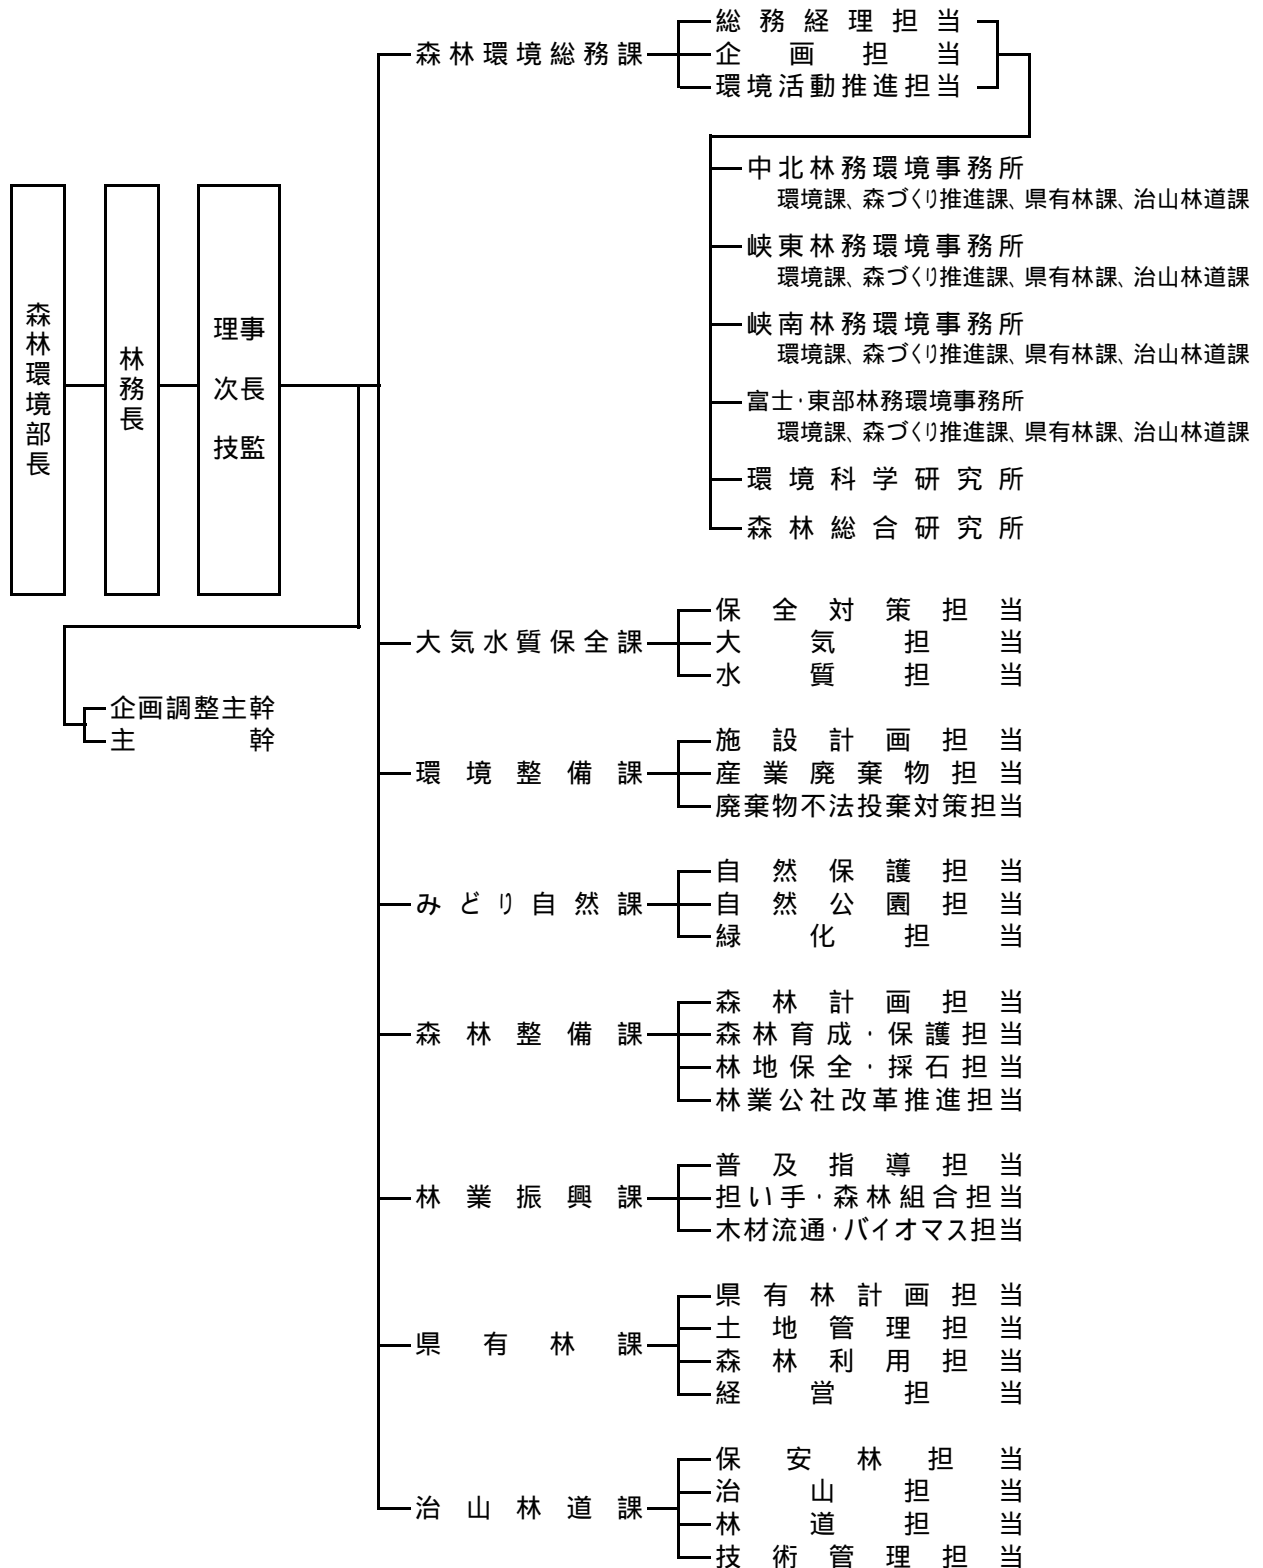 森林環境部長
林務長
理事
次長
技監
企画調整主幹
主幹
森林環境総務課
総務経理担当
企画担当
環境活動推進担当
中北林務環境事務所
環境課、森づくり推進課、県有林課、治山林道課
峡東林務環境事務所
環境課、森づくり推進課、県有林課、治山林道課
峡南林務環境事務所
環境課、森づくり推進課、県有林課、治山林道課
富士・東部林務環境事務所
環境課、森づくり推進課、県有林課、治山林道課
環境科学研究所
森林総合研究所
大気水質保全課
保全対策担当
大気担当
水質担当
環境整備課
施設計画担当
産業廃棄物担当
廃棄物不法投棄対策担当
みどり自然課
自然保護担当
自然公園担当
緑化担当
森林整備課
森林計画担当
森林育成・保護担当
林地保全・採石担当
林業公社改革推進担当
林業振興課
普及指導担当
担い手・森林組合担当
木材流通・バイオマス担当
県有林課
県有林計画担当
土地管理担当
森林利用担当
経営担当
治山林道課
保安林担当
治山担当
林道担当
技術管理担当